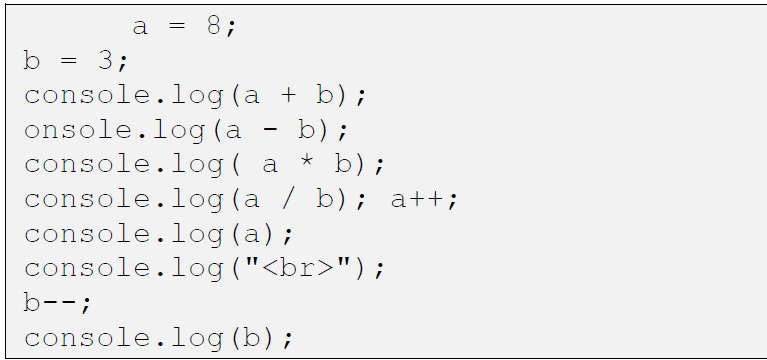 a = 8;
b = 3;
console.log(a + b);
onsole.log(a - b);
console.log( a * b);
console.log(a / b); a++;
console.log(a);
console.log("<br>");
b--;
console.log(b);